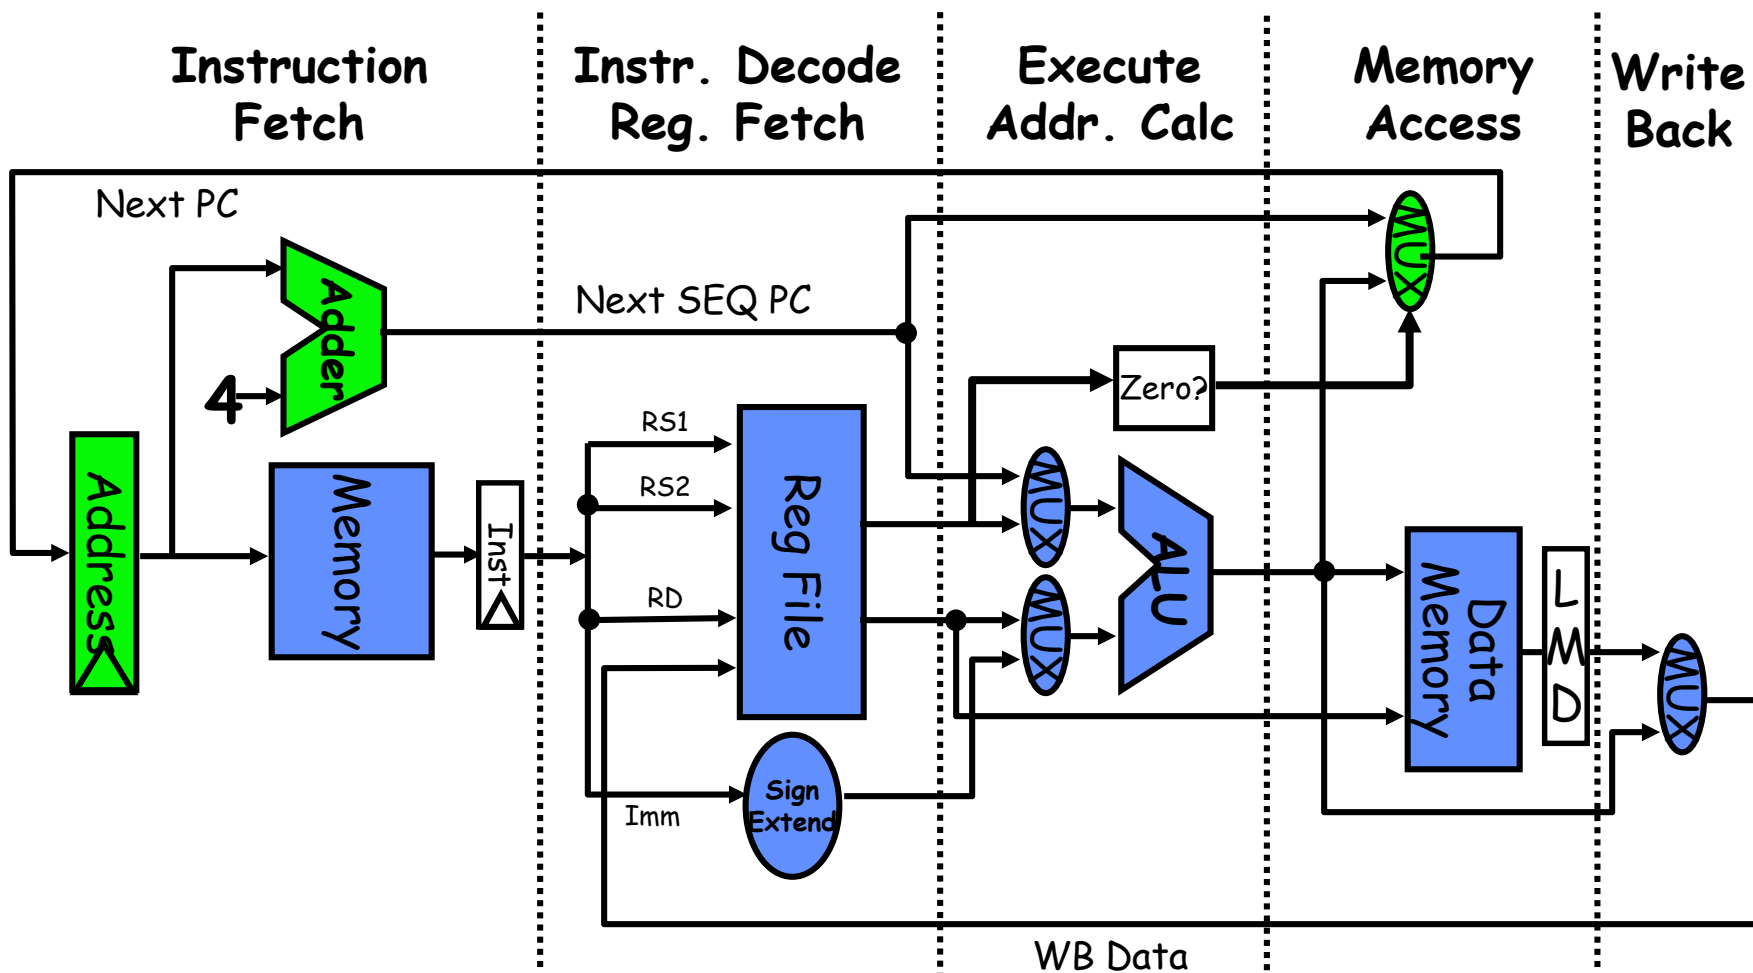 Instruction
Fetch
Instr. Decode
Reg. Fetch
Execute
Addr. Calc
Memory
Access
Write
Back
Next PC
MUX
Adder
Next SEQ PC
4
Zero?
Address
Memory
Inst
RS1
RS2
RD
Reg File
MUX
MUX
ALU
Data
Memory
LMD
MUX
Sign
Extend
Imm
WB Data